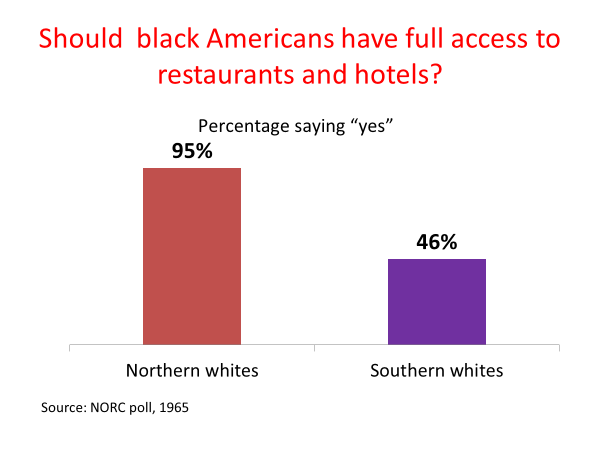 Should  black Americans have full access to
restaurants and hotels?
Percentage saying “yes”
95%
46%
Northern whites
Southern whites
Source: NORC poll, 1965